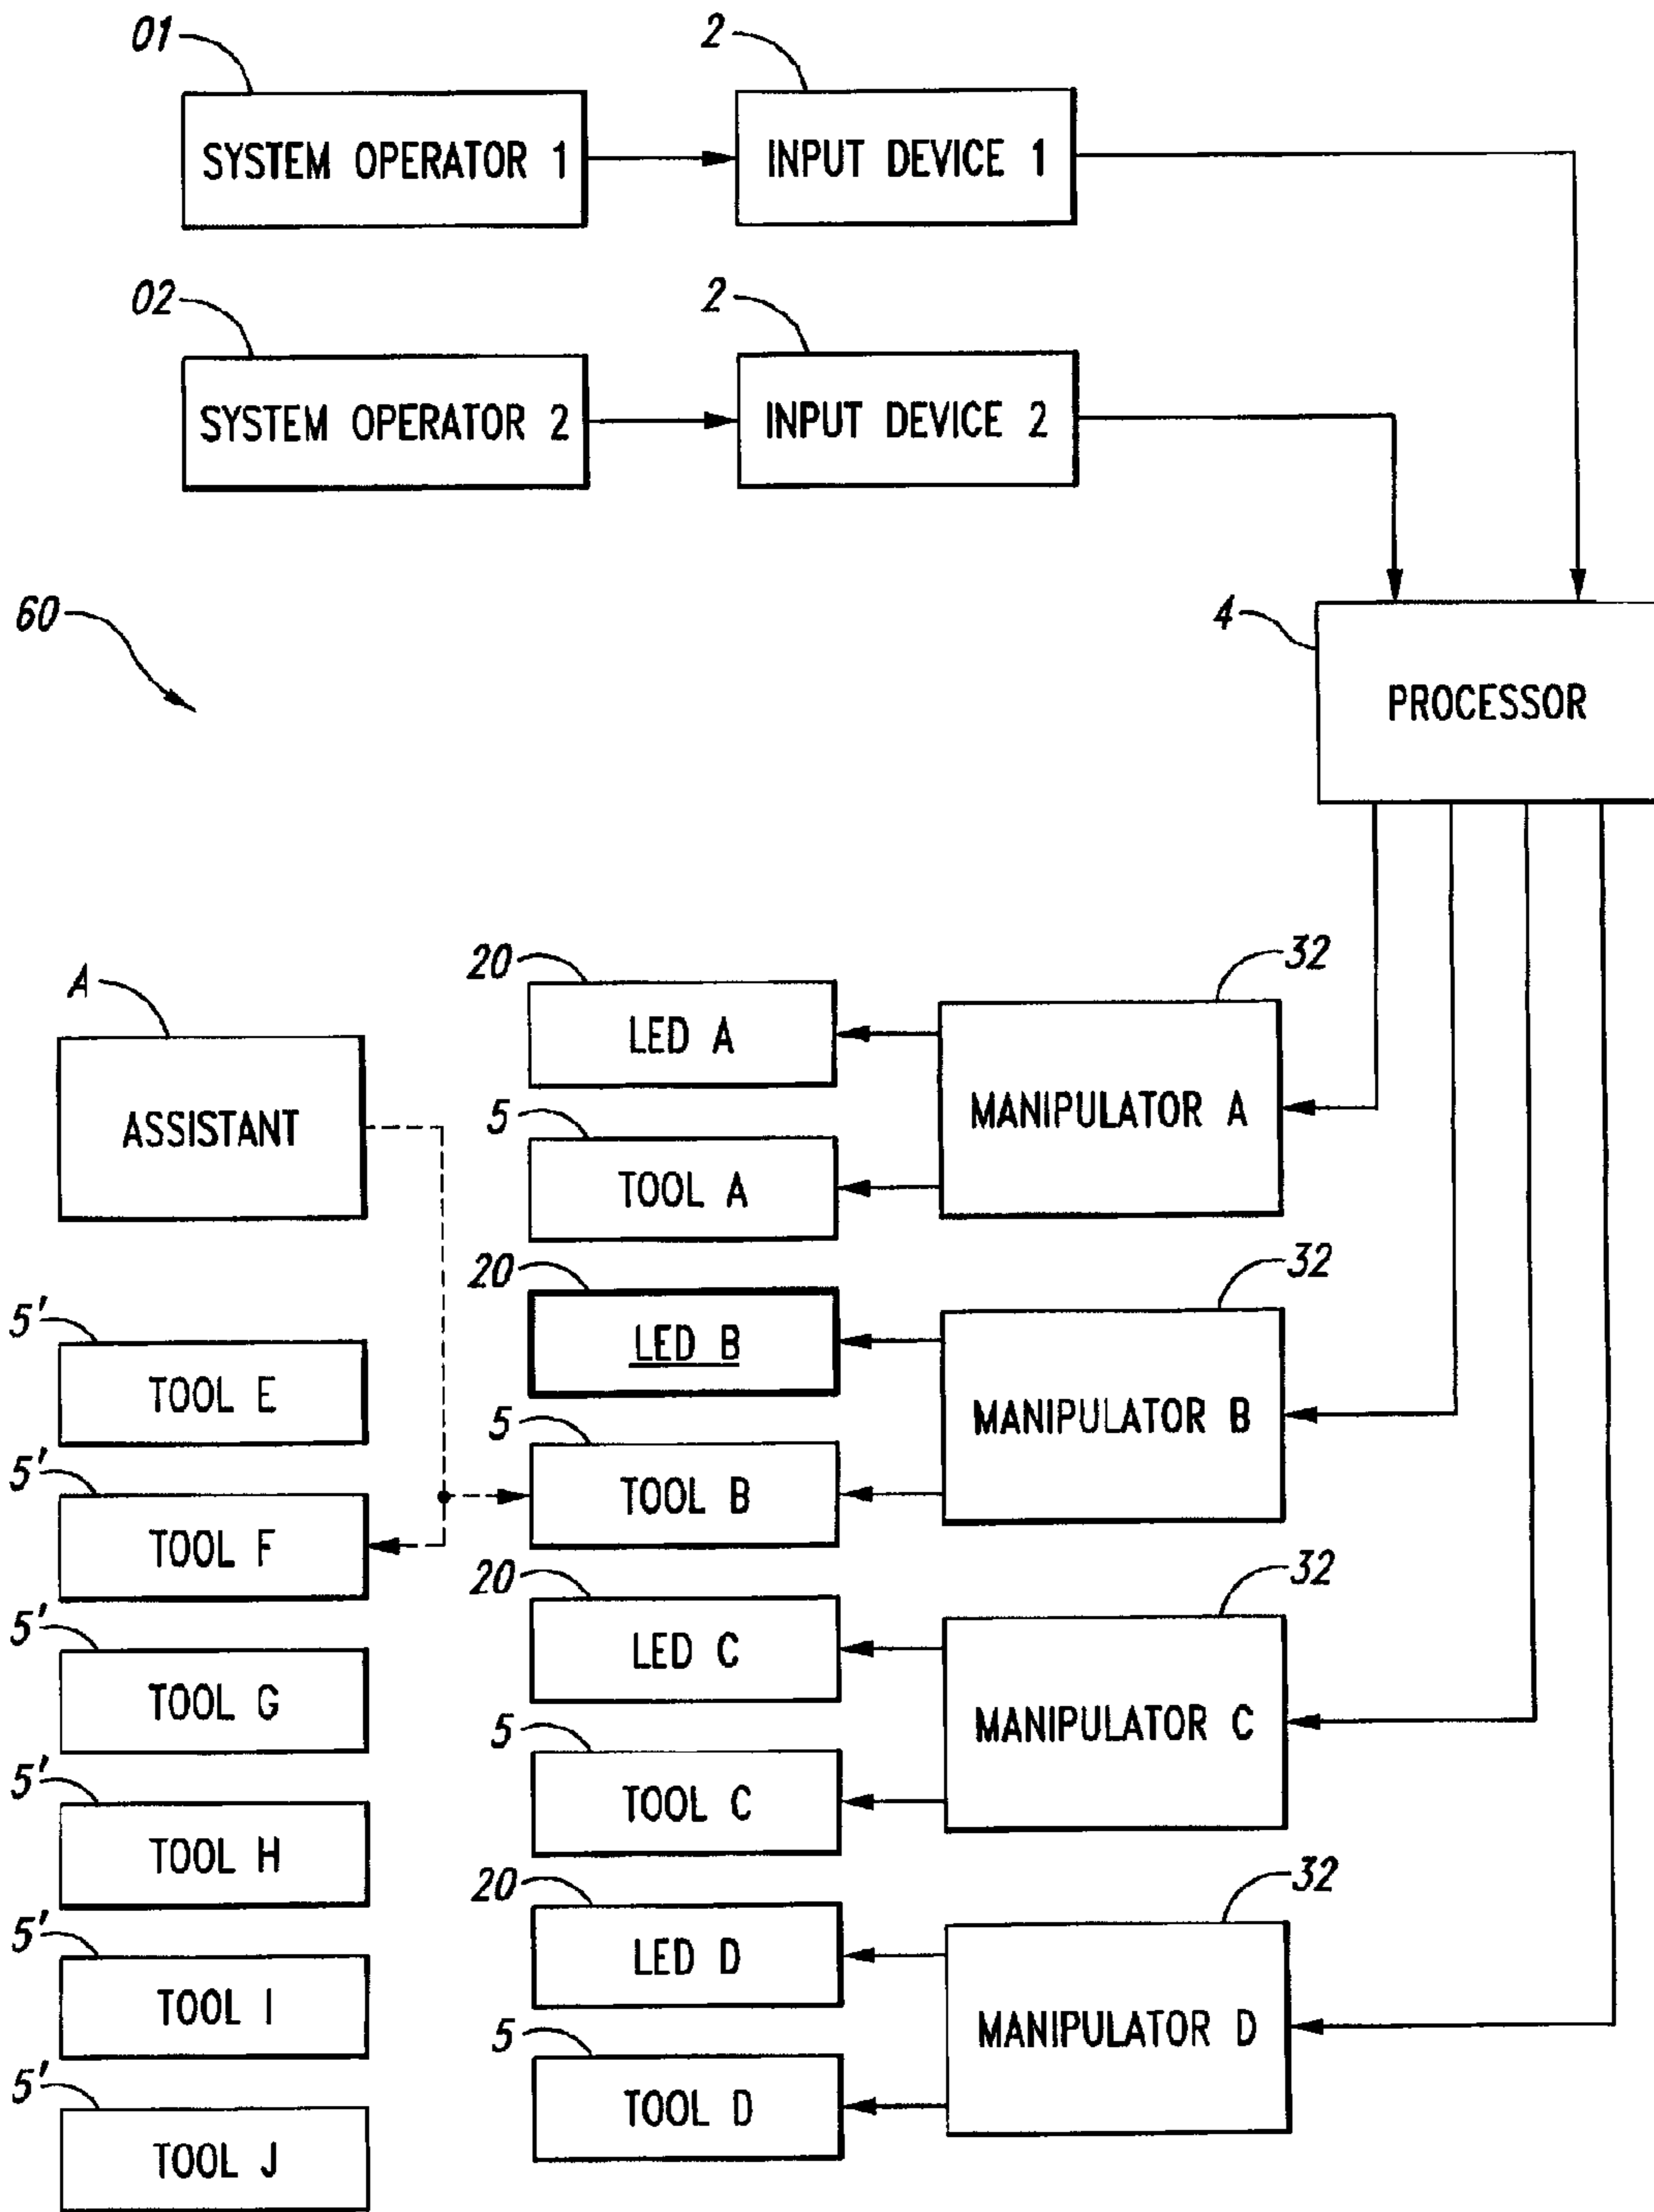 01
2
SYSTEM OPERATOR 1
INPUT DEVICE 1
02
2
SYSTEM OPERATOR 2
INPUT DEVICE 2
60
4
PROCESSOR
A
ASSISTANT
20
LED A
32
MANIPULATOR A
5
TOOL A
20
LED B
32
MANIPULATOR B
5
TOOL B
5'
TOOL E
5'
TOOL F
20
LED C
32
MANIPULATOR C
5
TOOL C
5'
TOOL G
5'
TOOL H
20
LED D
32
MANIPULATOR D
5
TOOL D
5'
TOOL I
5'
TOOL J